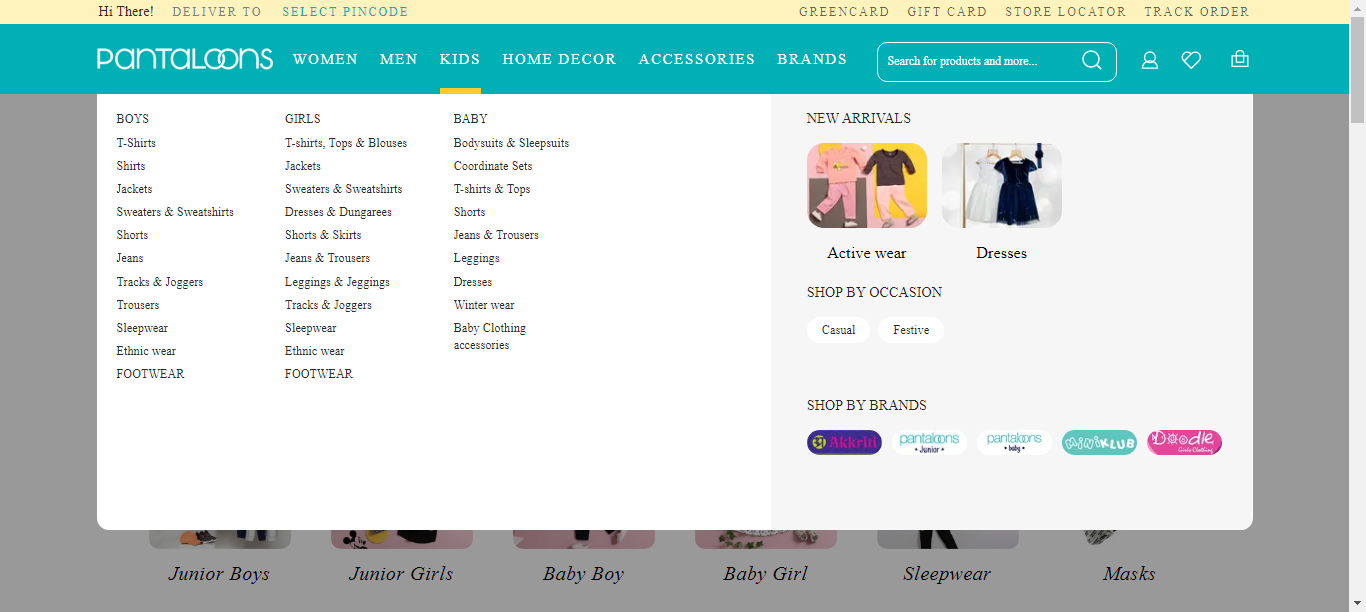 Hi There! DELIVER TO SELECT PINCODE GREENCARD GIFT CARD STORE LOCATOR TRACK ORDER
PANTALOONS WOMEN MEN KIDS HOME DECOR ACCESSORIES BRANDS Search for products and more...
BOYS
T-Shirts
Shirts
Jackets
Sweaters & Sweatshirts
Shorts
Jeans
Tracks & Joggers
Trousers
Sleepwear
Ethnic wear
FOOTWEAR
GIRLS
T-shirts, Tops & Blouses
Jackets
Sweaters & Sweatshirts
Dresses & Dungarees
Shorts & Skirts
Jeans & Trousers
Leggings & Jeggings
Tracks & Joggers
Sleepwear
Ethnic wear
FOOTWEAR
BABY
Bodysuits & Sleepsuits
Coordinate Sets
T-shirts & Tops
Shorts
Jeans & Trousers
Leggings
Dresses
Winter wear
Baby Clothing
accessories
NEW ARRIVALS
Active wear Dresses
SHOP BY OCCASION
Casual Festive
SHOP BY BRANDS
Akkriti
pantaloons
Junior
pantaloons
baby
MINIKLUB
Doodle
Girls Clothing
Junior Boys Junior Girls Baby Boy Baby Girl Sleepwear Masks